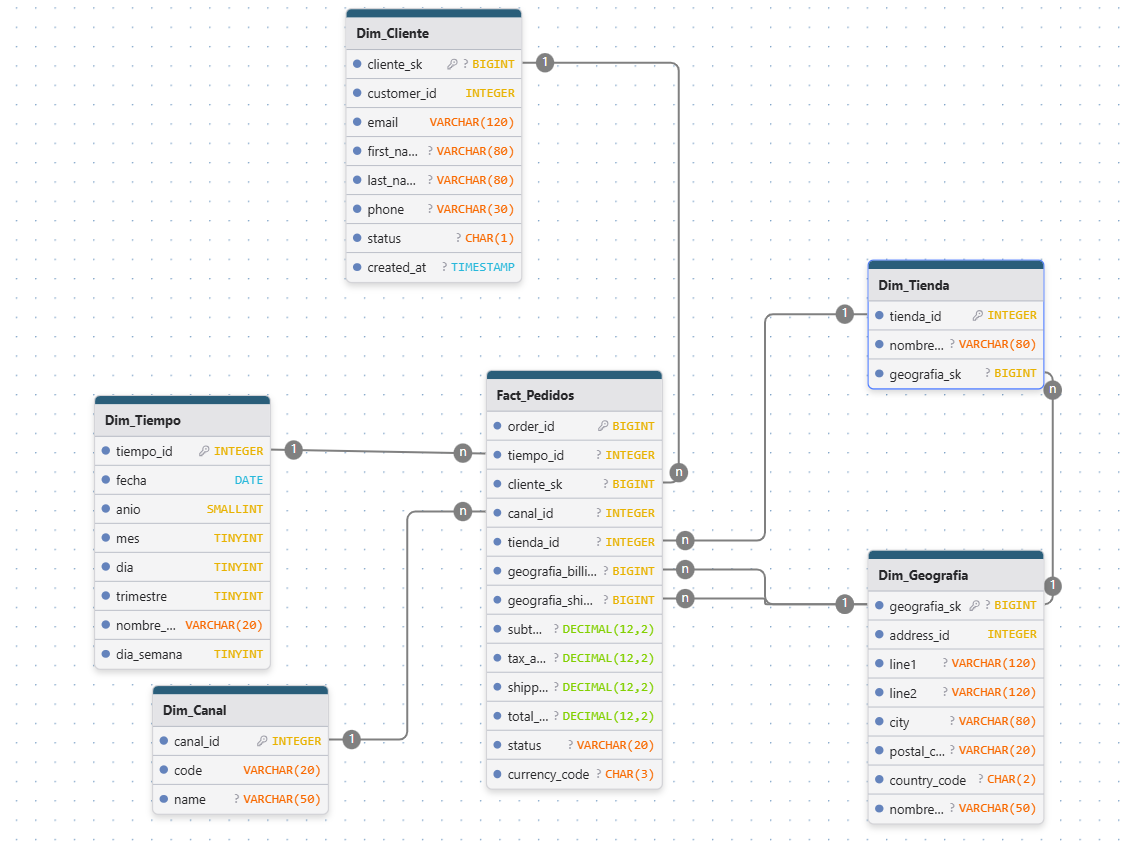 Dim_Cliente
cliente_sk ? BIGINT
customer_id INTEGER
email VARCHAR(120)
first_na... ? VARCHAR(80)
last_na... ? VARCHAR(80)
phone ? VARCHAR(30)
status ? CHAR(1)
created_at ? TIMESTAMP
1
n
Dim_Tienda
tienda_id INTEGER
nombre... ? VARCHAR(80)
geografia_sk ? BIGINT
1
n
Dim_Tiempo
tiempo_id INTEGER
fecha DATE
anio SMALLINT
mes TINYINT
dia TINYINT
trimestre TINYINT
nombre_... VARCHAR(20)
dia_semana TINYINT
1
n
Fact_Pedidos
order_id BIGINT
tiempo_id ? INTEGER
cliente_sk ? BIGINT
canal_id ? INTEGER
tienda_id ? INTEGER
geografia_billi... ? BIGINT
geografia_shi... ? BIGINT
subt... ? DECIMAL(12,2)
tax_a... ? DECIMAL(12,2)
shipp... ? DECIMAL(12,2)
total_... ? DECIMAL(12,2)
status ? VARCHAR(20)
currency_code ? CHAR(3)
n
n
n
n
Dim_Geografia
geografia_sk ? BIGINT
address_id INTEGER
line1 ? VARCHAR(120)
line2 ? VARCHAR(120)
city ? VARCHAR(80)
postal_c... ? VARCHAR(20)
country_code ? CHAR(2)
nombre... ? VARCHAR(50)
1
1
Dim_Canal
canal_id INTEGER
code VARCHAR(20)
name ? VARCHAR(50)
1